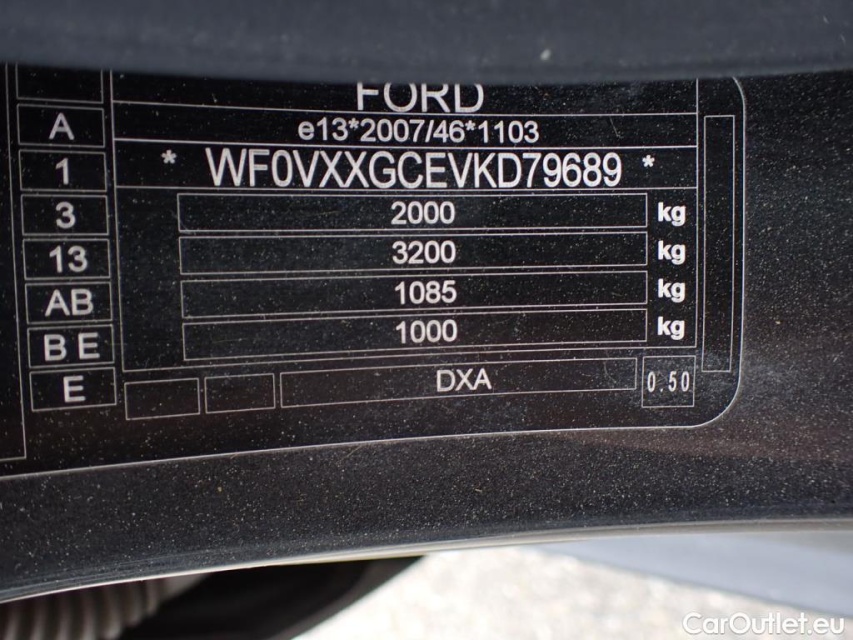 FORD
A e13*2007/46*1103
1 * WF0VXXGCEVKD79689 *
3 2000 kg
13 3200 kg
AB 1085 kg
B E 1000 kg
E DXA 0.50
CarOutlet.eu